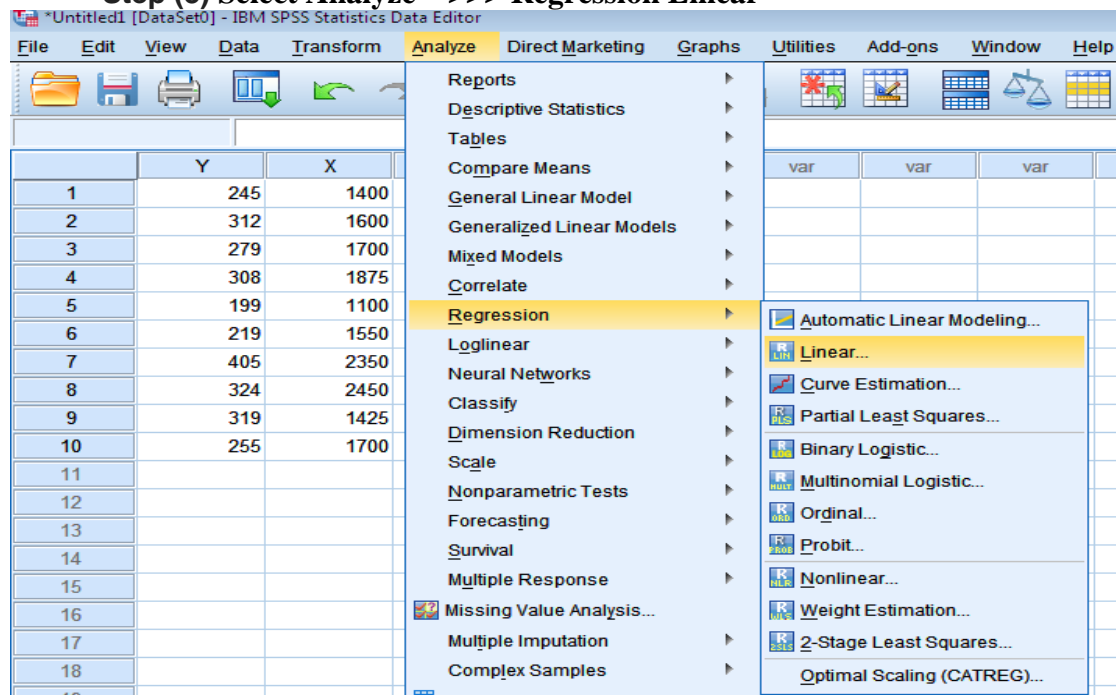 Step (3) Select Analyze >>> Regression Linear
*Untitled1 [DataSet0] - IBM SPSS Statistics Data Editor
File Edit View Data Transform Analyze Direct Marketing Graphs Utilities Add-ons Window Help
Y X var var var
1 245 1400
2 312 1600
3 279 1700
4 308 1875
5 199 1100
6 219 1550
7 405 2350
8 324 2450
9 319 1425
10 255 1700
11
12
13
14
15
16
17
18
Reports
Descriptive Statistics
Tables
Compare Means
General Linear Model
Generalized Linear Models
Mixed Models
Correlate
Regression
Loglinear
Neural Networks
Classify
Dimension Reduction
Scale
Nonparametric Tests
Forecasting
Survival
Multiple Response
Missing Value Analysis...
Multiple Imputation
Complex Samples
Automatic Linear Modeling...
Linear...
Curve Estimation...
Partial Least Squares...
Binary Logistic...
Multinomial Logistic...
Ordinal...
Probit...
Nonlinear...
Weight Estimation...
2-Stage Least Squares...
Optimal Scaling (CATREG)...